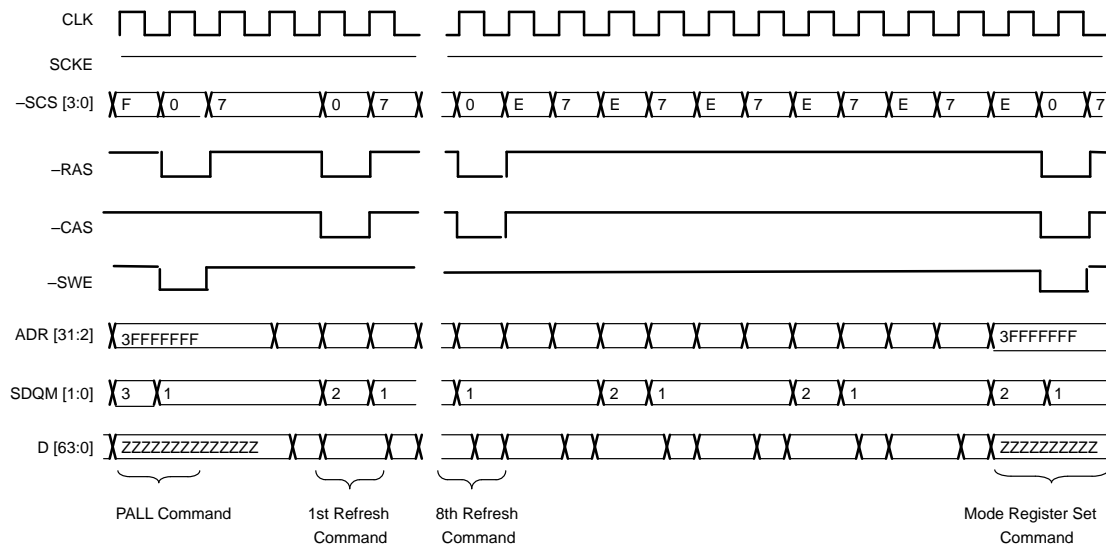 CLK
SCKE
–SCS [3:0] F 0 7 0 7 0 E 7 E 7 E 7 E 7 E 7 E 0 7
–RAS
–CAS
–SWE
ADR [31:2] 3FFFFFFF 3FFFFFFF
SDQM [1:0] 3 1 2 1 1 2 1 2 1 2 1
D [63:0] ZZZZZZZZZZZZZZZ ZZZZZZZZZZ
PALL Command
1st Refresh
Command
8th Refresh
Command
Mode Register Set
Command